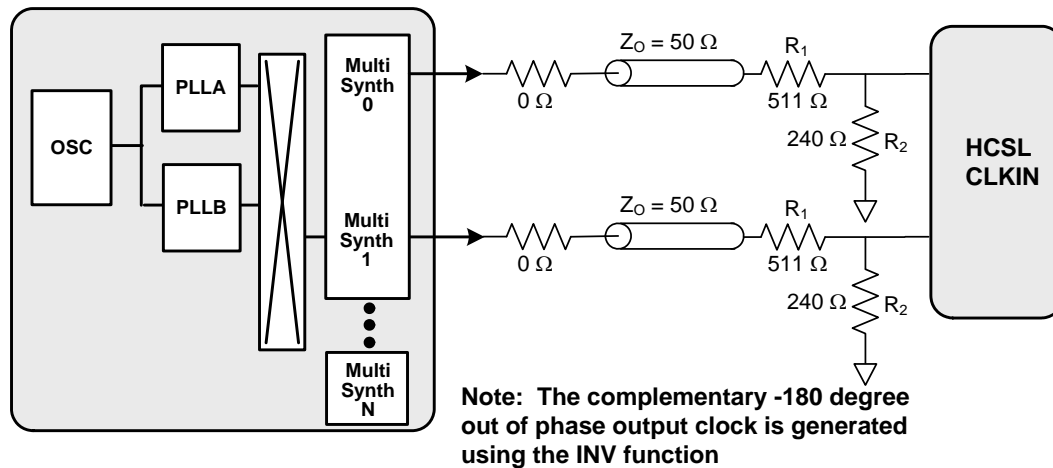 OSC
PLLA
PLLB
Multi
Synth
0
Multi
Synth
1
Multi
Synth
N
0 Ω
Z_O = 50 Ω
R_1
511 Ω
240 Ω
R_2
0 Ω
Z_O = 50 Ω
R_1
511 Ω
240 Ω
R_2
HCSL
CLKIN
Note: The complementary -180 degree
out of phase output clock is generated
using the INV function